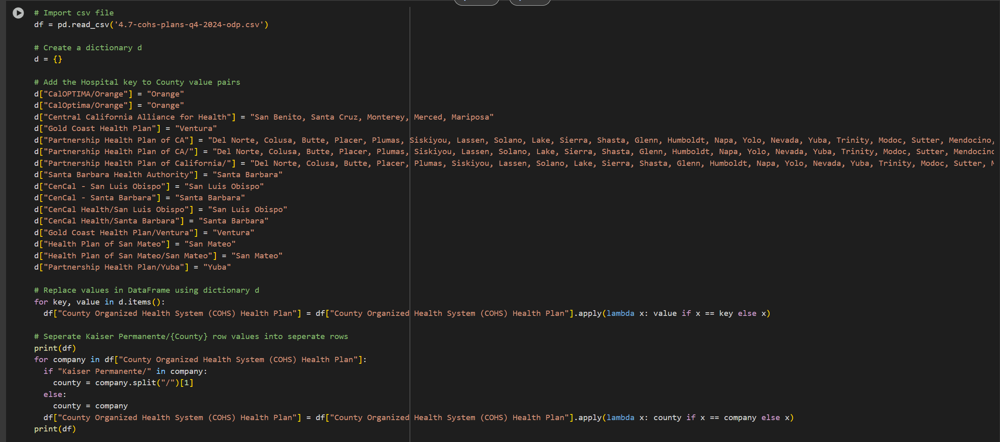 # Import csv file
df = pd.read_csv('4.7-cohs-plans-q4-2024-odp.csv')
# Create a dictionary d
d = {}
# Add the Hospital key to County value pairs
d["CalOPTIMA/Orange"] = "Orange"
d["CalOptima/Orange"] = "Orange"
d["Central California Alliance for Health"] = "San Benito, Santa Cruz, Monterey, Merced, Mariposa"
d["Gold Coast Health Plan"] = "Ventura"
d["Partnership Health Plan of CA"] = "Del Norte, Colusa, Butte, Placer, Plumas, Siskiyou, Lassen, Solano, Lake, Sierra, Shasta, Glenn, Humboldt, Napa, Yolo, Nevada, Yuba, Trinity, Modoc, Sutter, Mendocino,
d["Partnership Health Plan of CA/"] = "Del Norte, Colusa, Butte, Placer, Plumas, Siskiyou, Lassen, Solano, Lake, Sierra, Shasta, Glenn, Humboldt, Napa, Yolo, Nevada, Yuba, Trinity, Modoc, Sutter, Mendocino
d["Partnership Health Plan of California/"] = "Del Norte, Colusa, Butte, Placer, Plumas, Siskiyou, Lassen, Solano, Lake, Sierra, Shasta, Glenn, Humboldt, Napa, Yolo, Nevada, Yuba, Trinity, Modoc, Sutter,
d["Santa Barbara Health Authority"] = "Santa Barbara"
d["CenCal - San Luis Obispo"] = "San Luis Obispo"
d["CenCal - Santa Barbara"] = "Santa Barbara"
d["CenCal Health/San Luis Obispo"] = "San Luis Obispo"
d["CenCal Health/Santa Barbara"] = "Santa Barbara"
d["Gold Coast Health Plan/Ventura"] = "Ventura"
d["Health Plan of San Mateo"] = "San Mateo"
d["Health Plan of San Mateo/San Mateo"] = "San Mateo"
d["Partnership Health Plan/Yuba"] = "Yuba"
# Replace values in DataFrame using dictionary d
for key, value in d.items():
  df["County Organized Health System (COHS) Health Plan"] = df["County Organized Health System (COHS) Health Plan"].apply(lambda x: value if x == key else x)
# Seperate Kaiser Permanente/{County} row values into seperate rows
print(df)
for company in df["County Organized Health System (COHS) Health Plan"]:
  if "Kaiser Permanente/" in company:
    county = company.split("/")[1]
  else:
    county = company
  df["County Organized Health System (COHS) Health Plan"] = df["County Organized Health System (COHS) Health Plan"].apply(lambda x: county if x == company else x)
print(df)